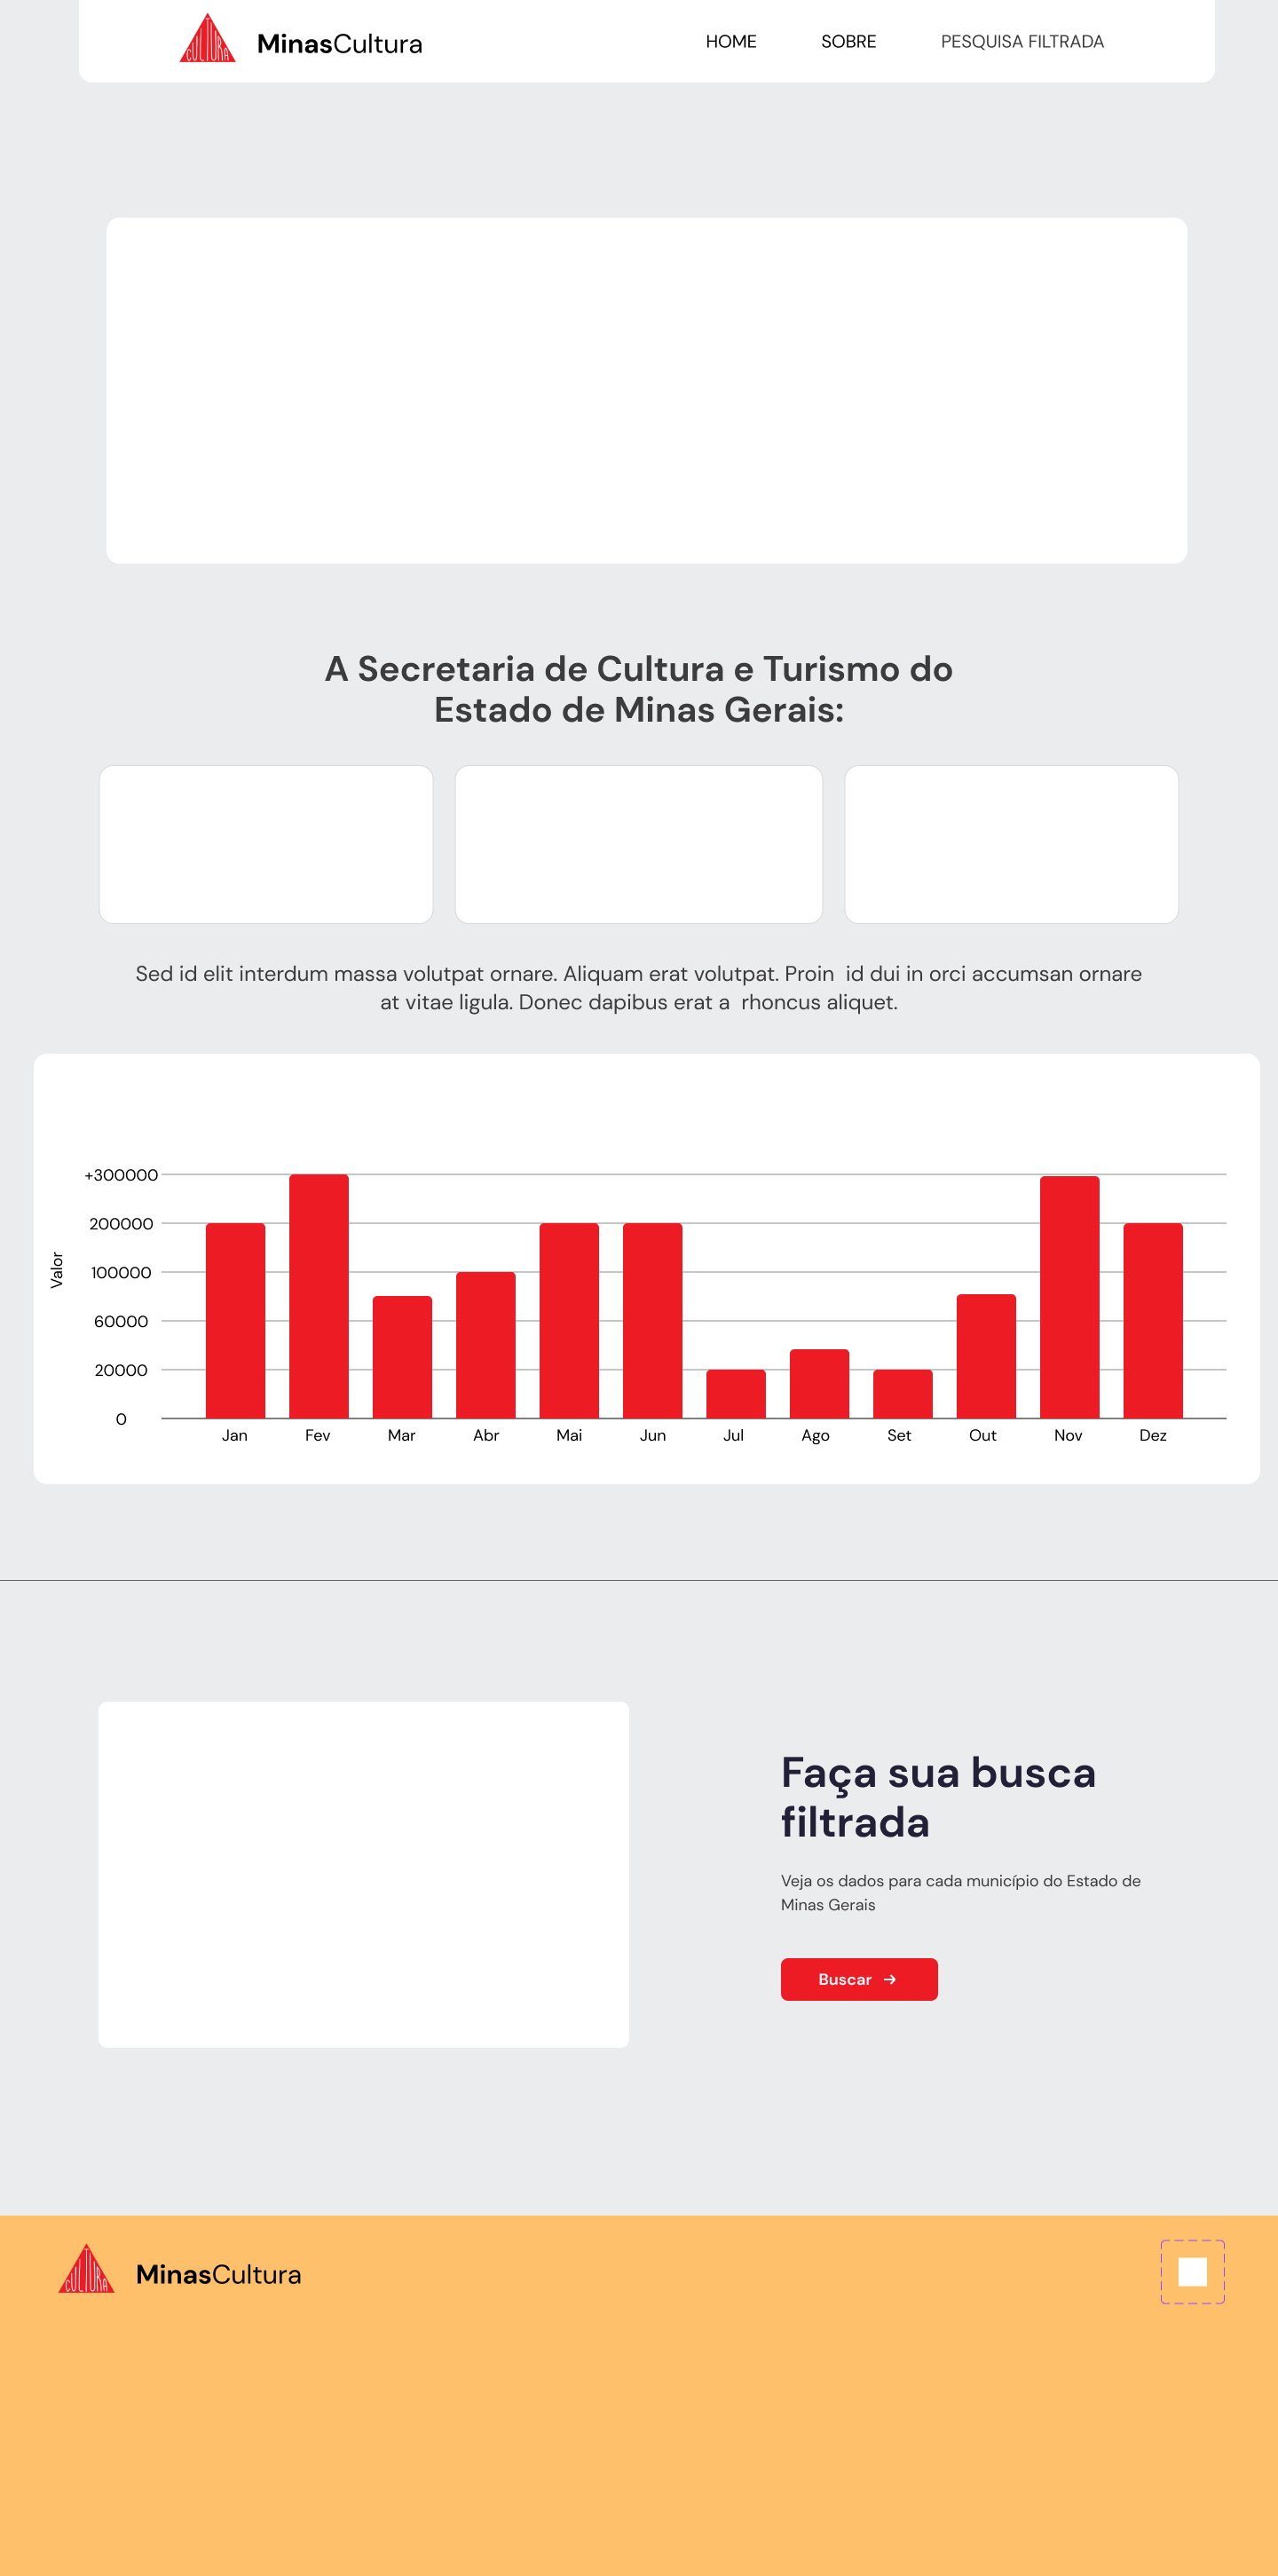 CULTURA
MinasCultura
HOME
SOBRE
PESQUISA FILTRADA
A Secretaria de Cultura e Turismo do
Estado de Minas Gerais:
Sed id elit interdum massa volutpat ornare. Aliquam erat volutpat. Proin  id dui in orci accumsan ornare
at vitae ligula. Donec dapibus erat a  rhoncus aliquet.
Valor
+300000
200000
100000
60000
20000
0
Jan
Fev
Mar
Abr
Mai
Jun
Jul
Ago
Set
Out
Nov
Dez
Faça sua busca
filtrada
Veja os dados para cada município do Estado de
Minas Gerais
Buscar →
CULTURA
MinasCultura